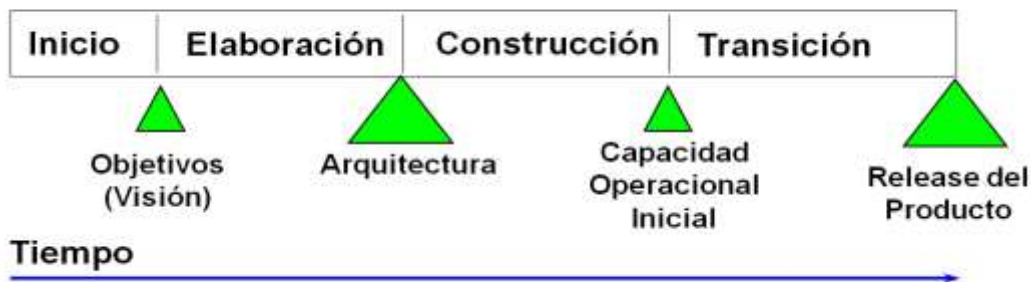 Inicio Elaboración Construcción Transición
Objetivos
(Visión)
Arquitectura
Capacidad
Operacional
Inicial
Release del
Producto
Tiempo